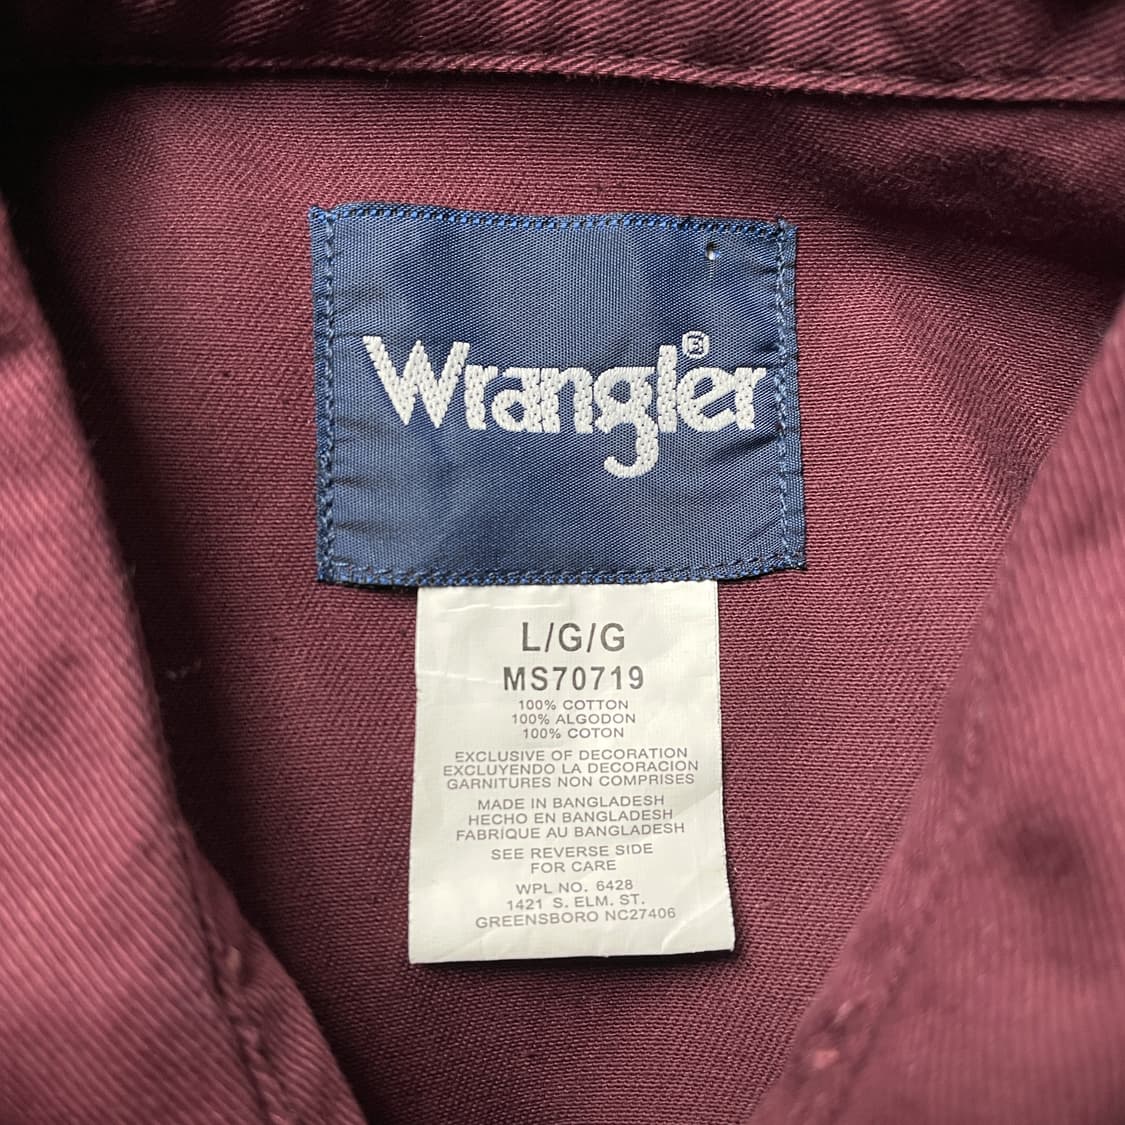 Wrangler®
L/G/G
MS70719
100% COTTON
100% ALGODON
100% COTON
EXCLUSIVE OF DECORATION
EXCLUYENDO LA DECORACION
GARNITURES NON COMPRISES
MADE IN BANGLADESH
HECHO EN BANGLADESH
FABRIQUE AU BANGLADESH
SEE REVERSE SIDE
FOR CARE
WPL NO. 6428
1421 S. ELM. ST.
GREENSBORO NC27406